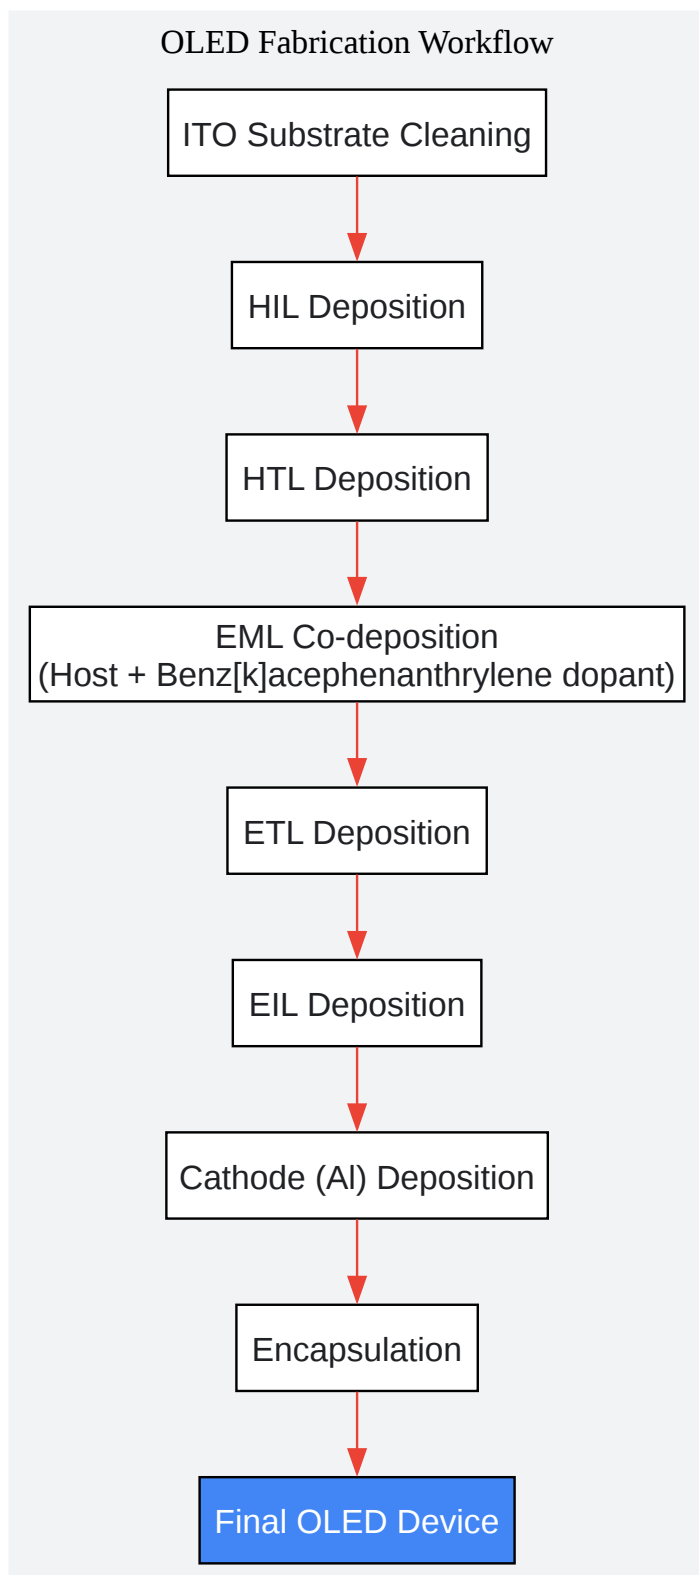 OLED Fabrication Workflow
ITO Substrate Cleaning
HIL Deposition
HTL Deposition
EML Co-deposition
(Host + Benz[k]acephenanthrylene dopant)
ETL Deposition
EIL Deposition
Cathode (Al) Deposition
Encapsulation
Final OLED Device